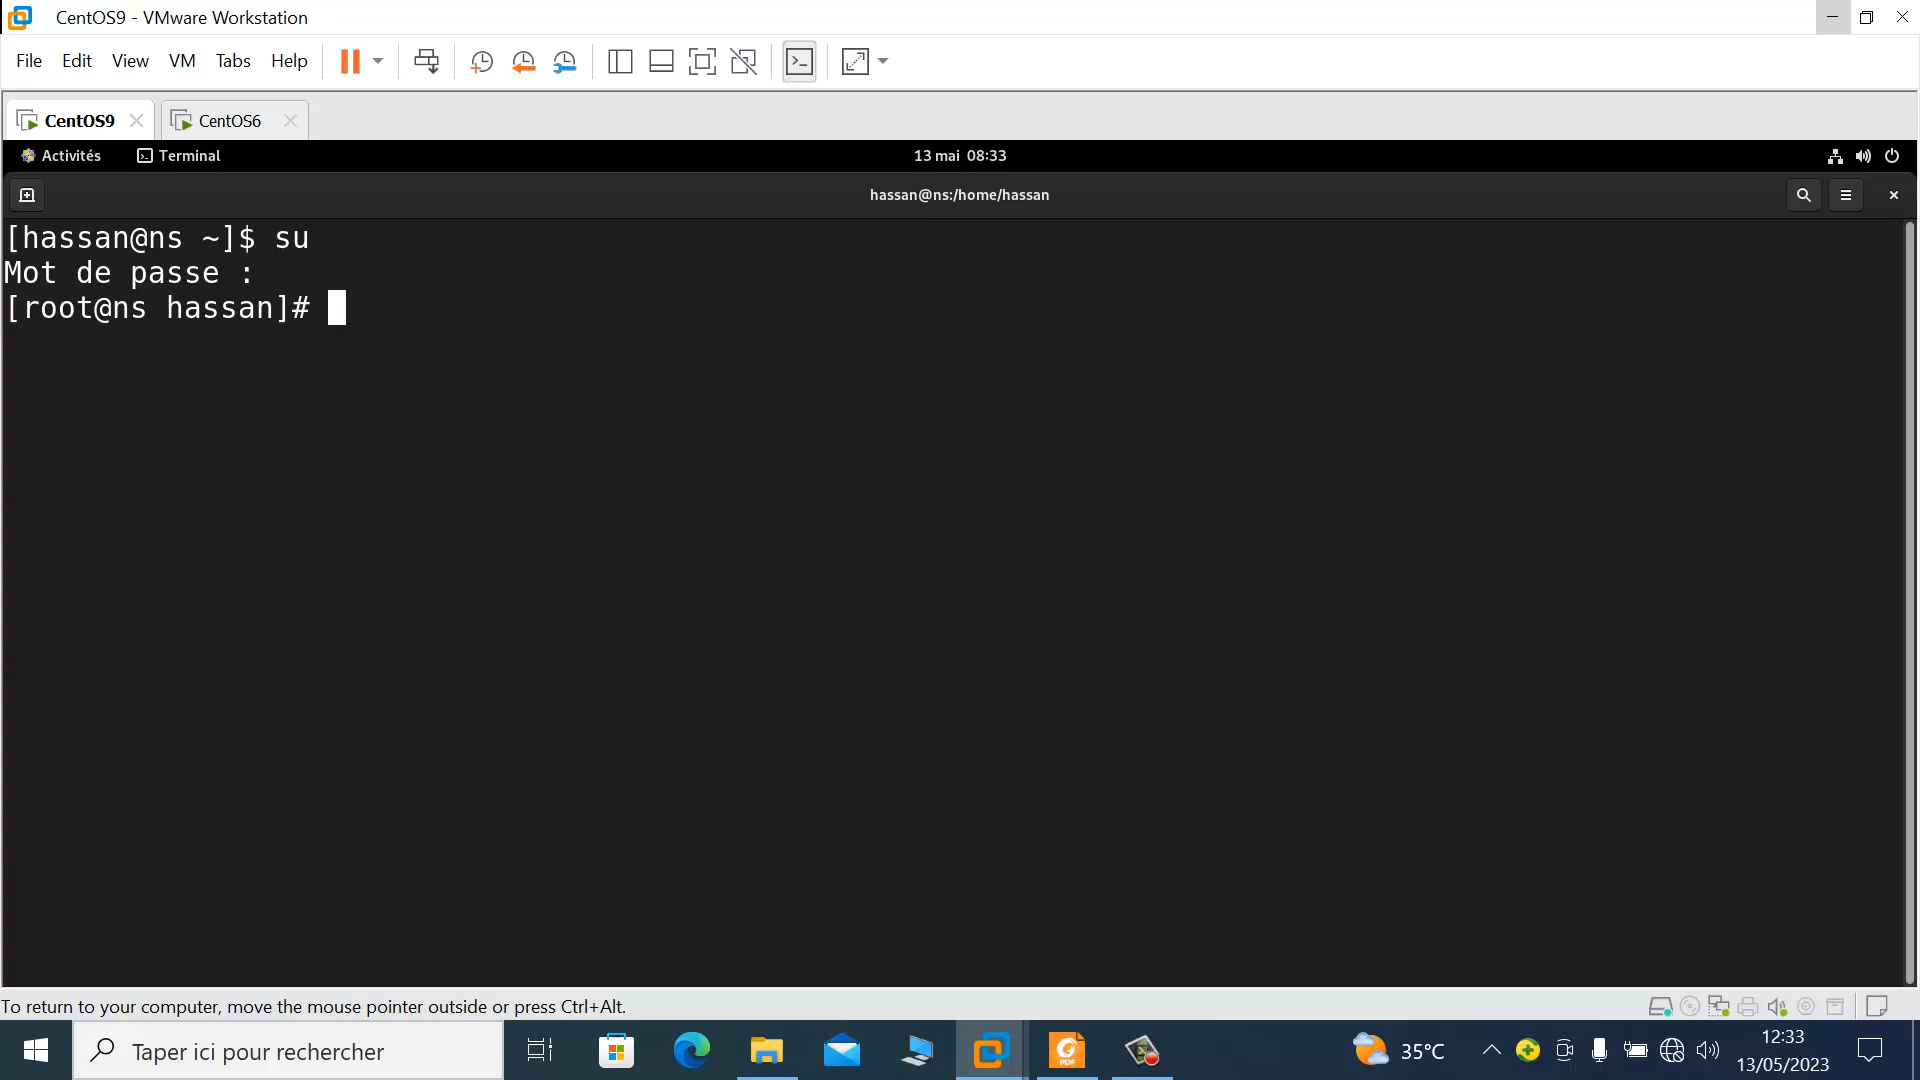 CentOS9 - VMware Workstation
File Edit View VM Tabs Help
CentOS9 CentOS6
Activités Terminal 13 mai 08:33
hassan@ns:/home/hassan
[hassan@ns ~]$ su
Mot de passe :
[root@ns hassan]#
To return to your computer, move the mouse pointer outside or press Ctrl+Alt.
Taper ici pour rechercher PDF 35°C 12:33
13/05/2023